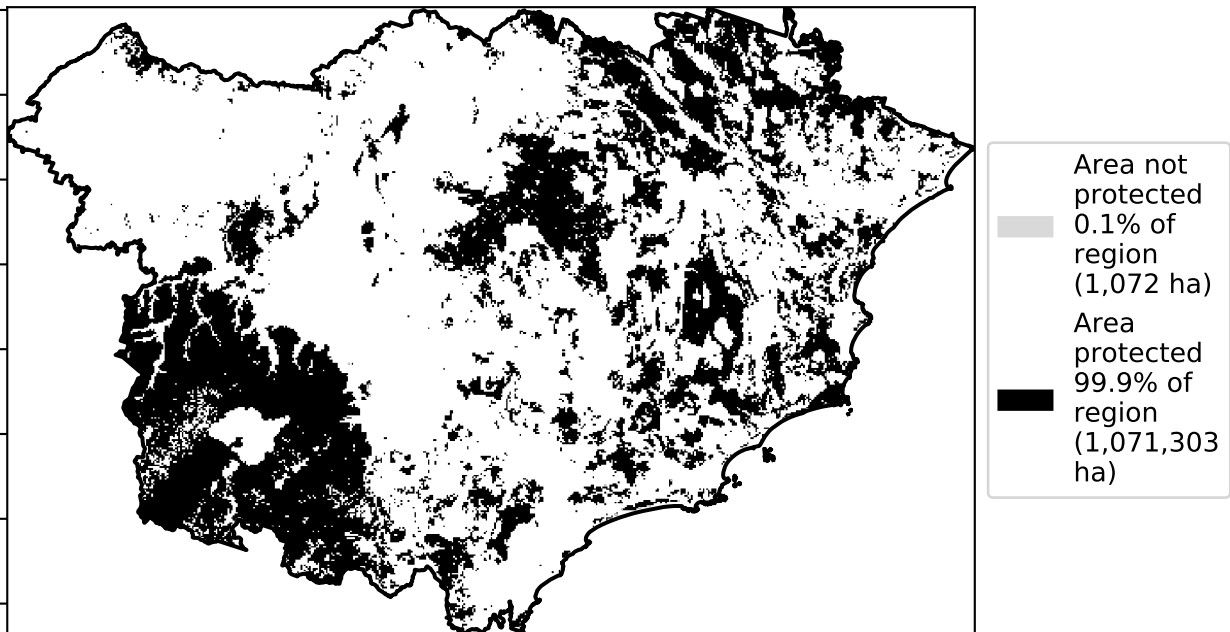 Area not
protected
0.1% of
region
(1,072 ha)
Area
protected
99.9% of
region
(1,071,303
ha)